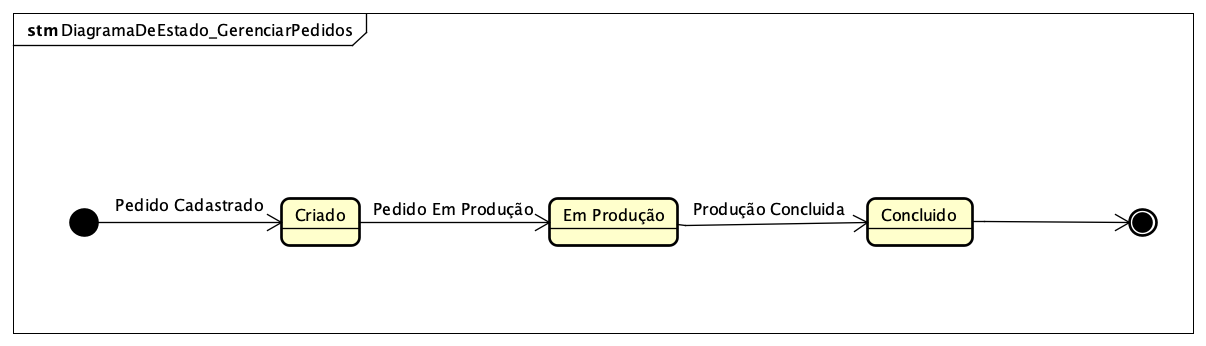 stm DiagramaDeEstado_GerenciarPedidos
Pedido Cadastrado
Criado
Pedido Em Produção
Em Produção
Produção Concluida
Concluido